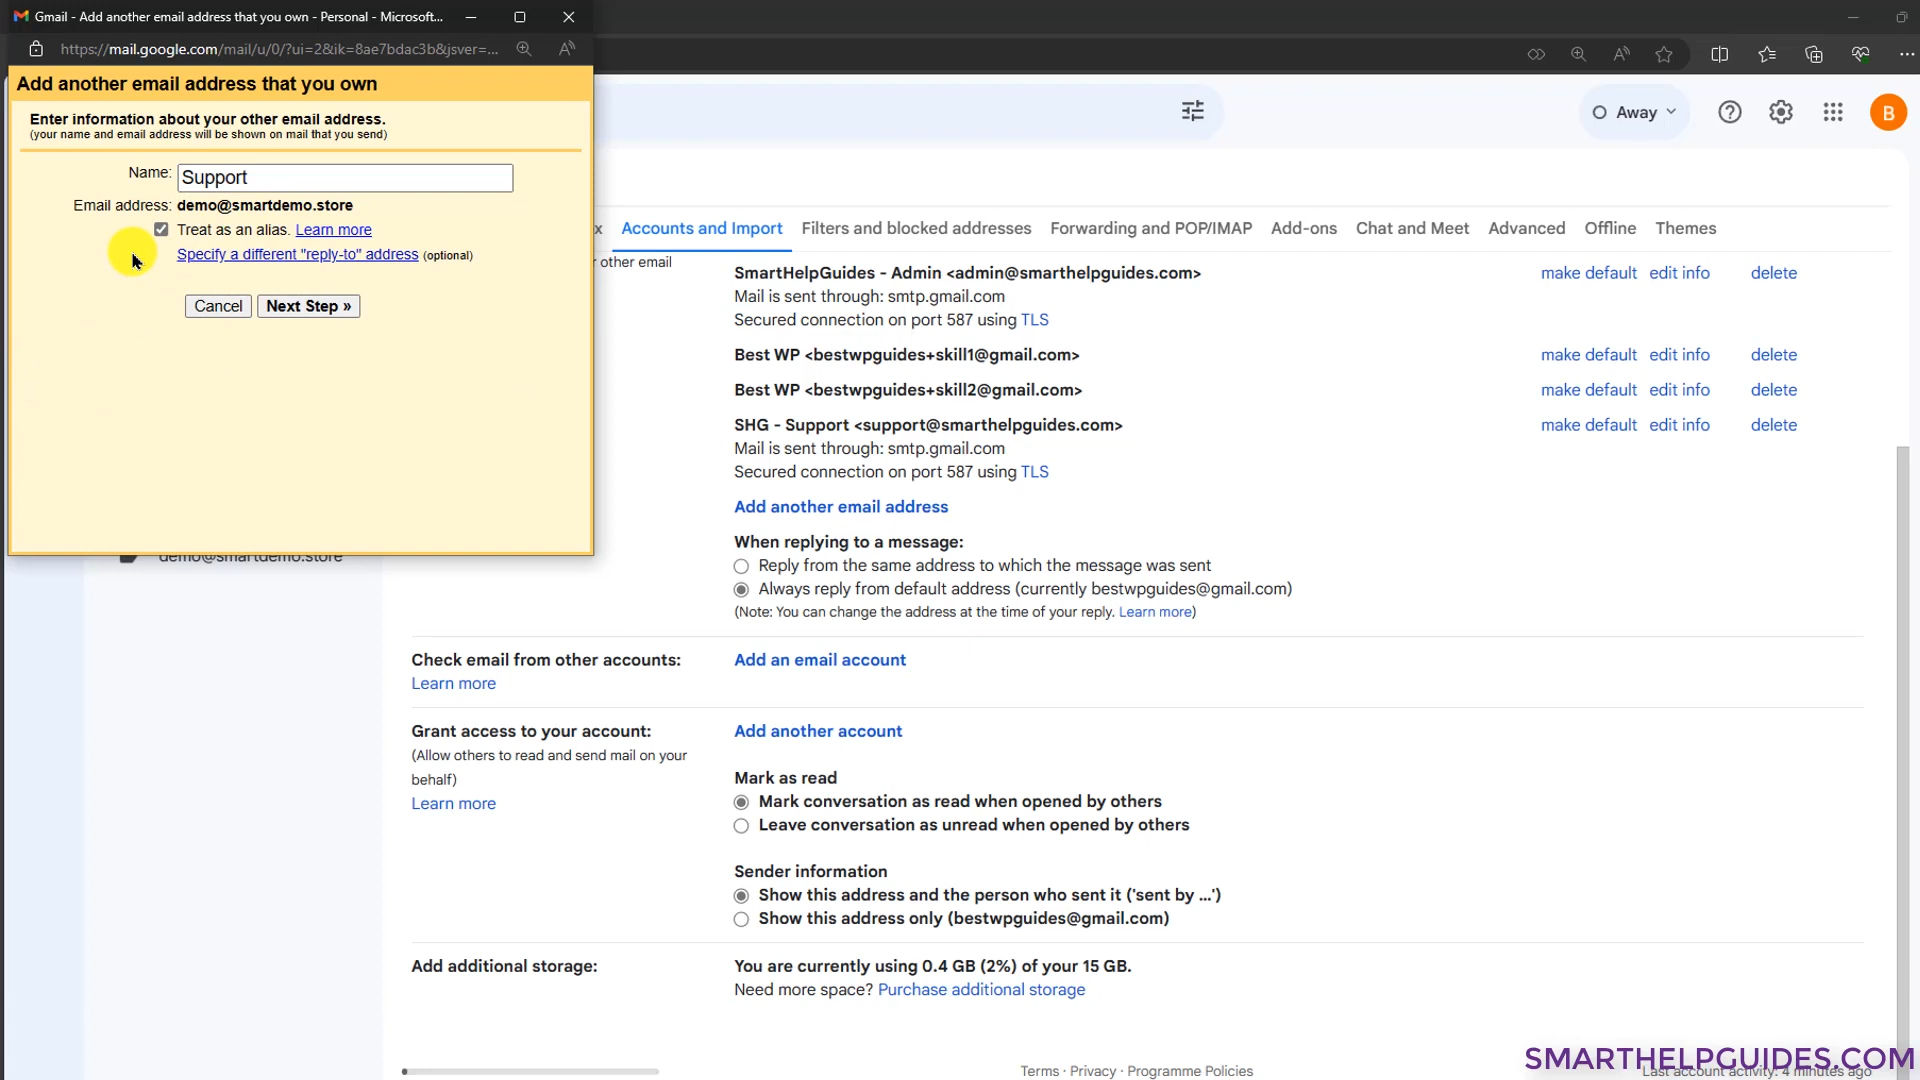 Gmail - Add another email address that you own - Personal - Microsoft...
https://mail.google.com/mail/u/0/?ui=2&ik=8ae7bdac3b&jsver=...
Add another email address that you own
Enter information about your other email address.
(your name and email address will be shown on mail that you send)
Name: Support
Email address: demo@smartdemo.store
Treat as an alias. Learn more
Specify a different "reply-to" address (optional)
Cancel Next Step »
demo@smartdemo.store
Away
B
x Accounts and Import Filters and blocked addresses Forwarding and POP/IMAP Add-ons Chat and Meet Advanced Offline Themes
r other email
SmartHelpGuides - Admin <admin@smarthelpguides.com> make default edit info delete
Mail is sent through: smtp.gmail.com
Secured connection on port 587 using TLS
Best WP <bestwpguides+skill1@gmail.com> make default edit info delete
Best WP <bestwpguides+skill2@gmail.com> make default edit info delete
SHG - Support <support@smarthelpguides.com> make default edit info delete
Mail is sent through: smtp.gmail.com
Secured connection on port 587 using TLS
Add another email address
When replying to a message:
Reply from the same address to which the message was sent
Always reply from default address (currently bestwpguides@gmail.com)
(Note: You can change the address at the time of your reply. Learn more)
Check email from other accounts: Add an email account
Learn more
Grant access to your account: Add another account
(Allow others to read and send mail on your
behalf)
Learn more
Mark as read
Mark conversation as read when opened by others
Leave conversation as unread when opened by others
Sender information
Show this address and the person who sent it ('sent by ...')
Show this address only (bestwpguides@gmail.com)
Add additional storage: You are currently using 0.4 GB (2%) of your 15 GB.
Need more space? Purchase additional storage
Terms · Privacy · Programme Policies
Last account activity: 4 minutes ago
SMARTHELPGUIDES.COM